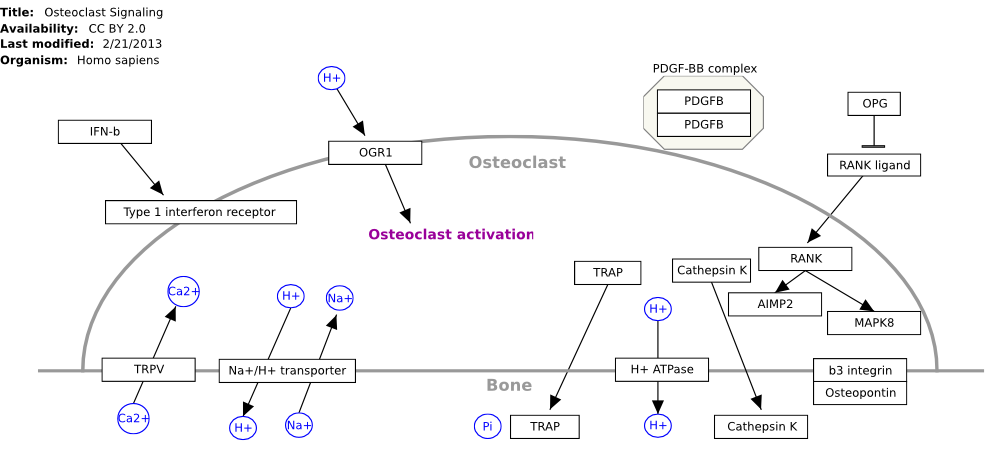 Title: Osteoclast Signaling
Availability: CC BY 2.0
Last modified: 2/21/2013
Organism: Homo sapiens
H+
PDGF-BB complex
PDGFB
PDGFB
OPG
IFN-b
OGR1
Osteoclast
RANK ligand
Type 1 interferon receptor
Osteoclast activation
RANK
TRAP
Cathepsin K
Ca2+
H+
Na+
H+
AIMP2
MAPK8
TRPV
Na+/H+ transporter
H+ ATPase
b3 integrin
Bone
Osteopontin
Ca2+
H+
Na+
Pi
TRAP
H+
Cathepsin K